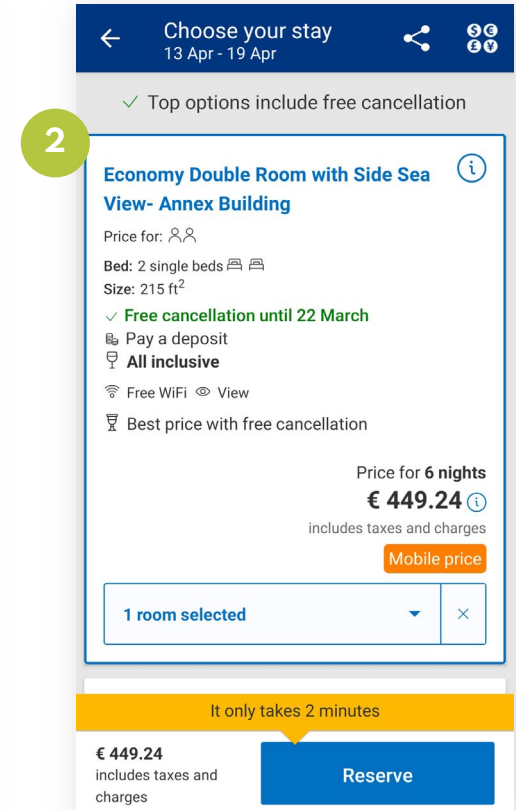 Choose your stay
13 Apr - 19 Apr
Top options include free cancellation
2
Economy Double Room with Side Sea
View- Annex Building
Price for:
Bed: 2 single beds
Size: 215 ft²
Free cancellation until 22 March
Pay a deposit
All inclusive
Free WiFi View
Best price with free cancellation
Price for 6 nights
€ 449.24
includes taxes and charges
Mobile price
1 room selected
It only takes 2 minutes
€ 449.24
includes taxes and
charges
Reserve